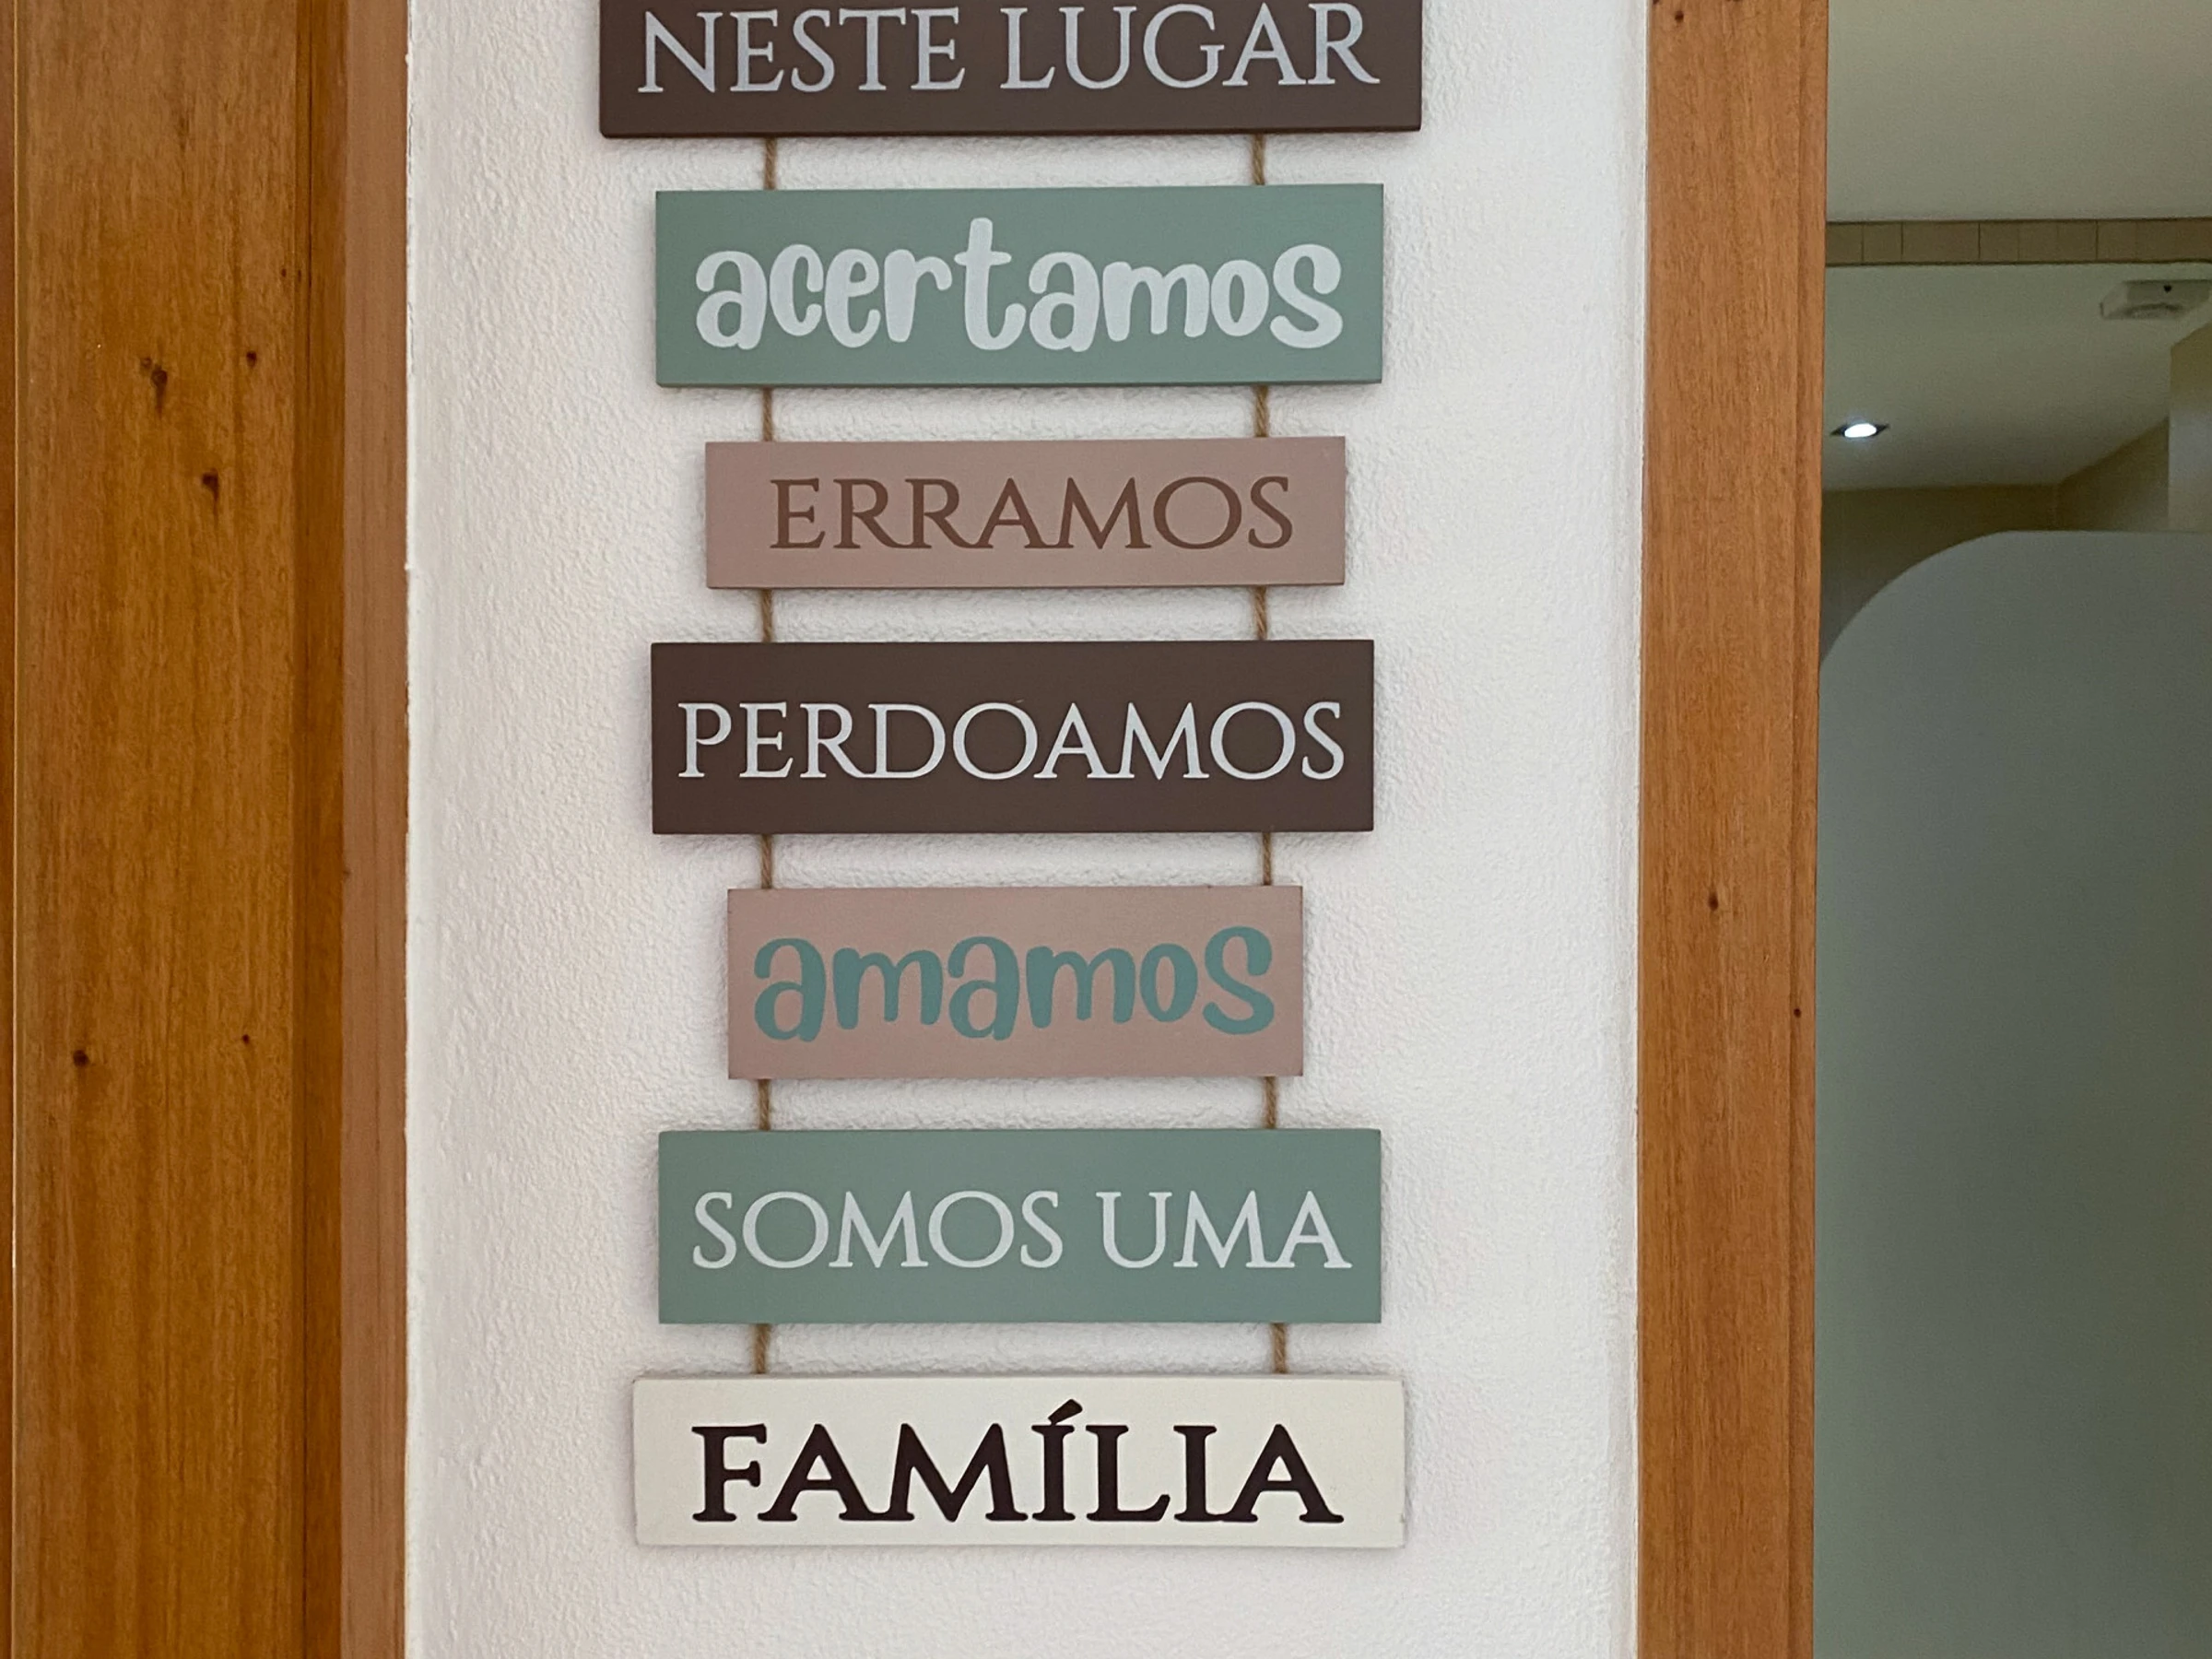 NESTE LUGAR
acertamos
ERRAMOS
PERDOAMOS
amamos
SOMOS UMA
FAMÍLIA